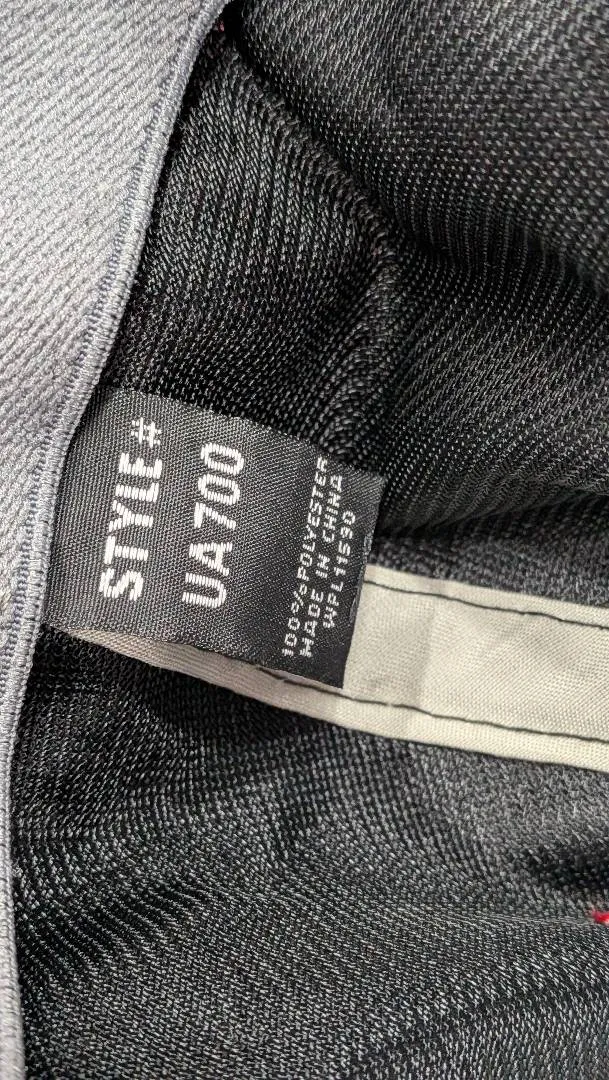 STYLE#
UA700
100%POLYESTER
MADE IN CHINA
WPL11590